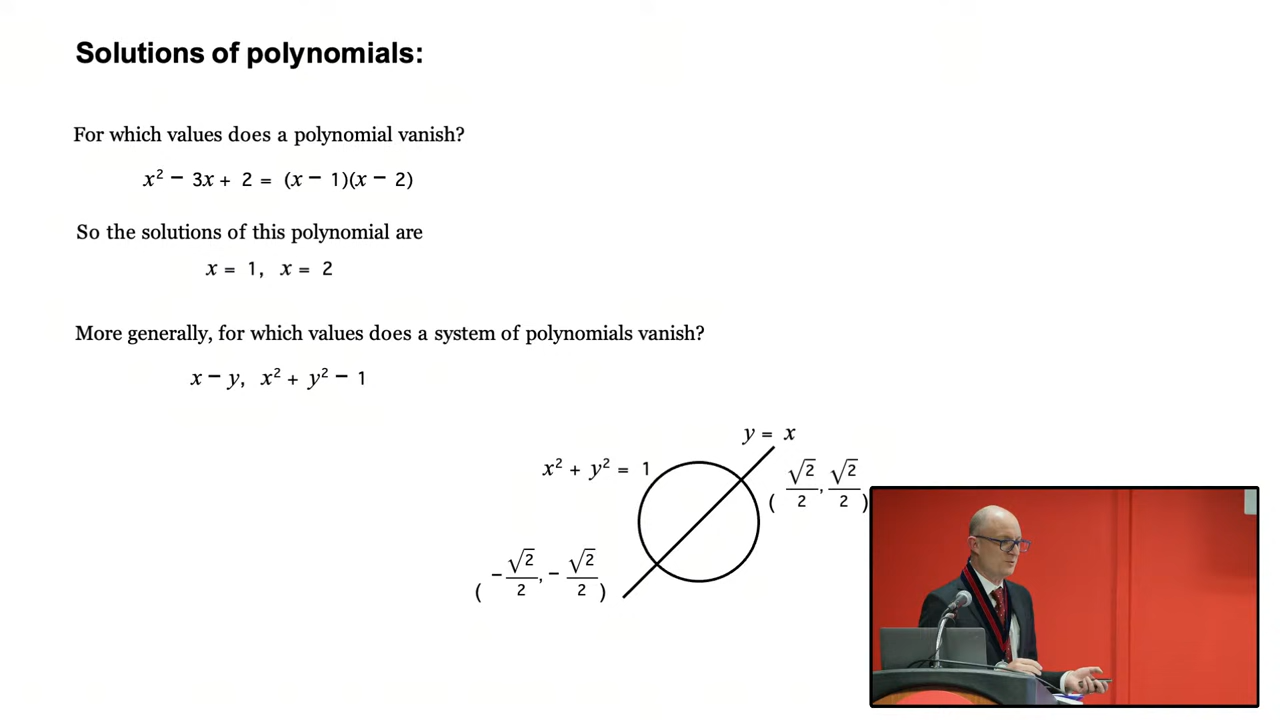 Solutions of polynomials:
For which values does a polynomial vanish?
x² − 3x + 2 = (x − 1)(x − 2)
So the solutions of this polynomial are
x = 1, x = 2
More generally, for which values does a system of polynomials vanish?
x − y, x² + y² − 1
y = x
x² + y² = 1
(√2/2, √2/2)
(−√2/2, −√2/2)